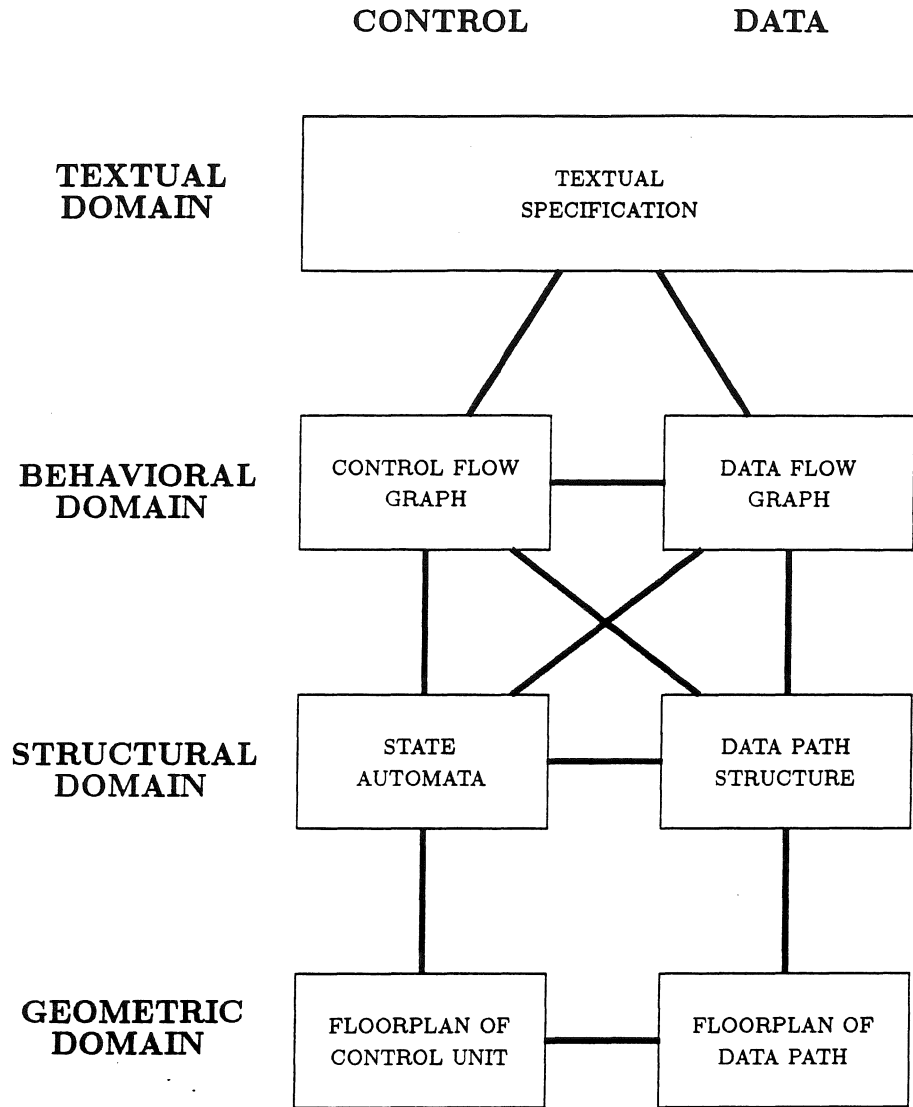 CONTROL
DATA
TEXTUAL
DOMAIN
TEXTUAL
SPECIFICATION
BEHAVIORAL
DOMAIN
CONTROL FLOW
GRAPH
DATA FLOW
GRAPH
STRUCTURAL
DOMAIN
STATE
AUTOMATA
DATA PATH
STRUCTURE
GEOMETRIC
DOMAIN
FLOORPLAN OF
CONTROL UNIT
FLOORPLAN OF
DATA PATH